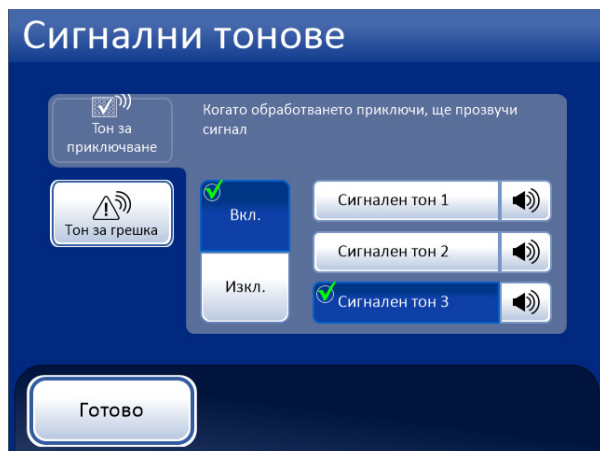 Сигнални тонове
Тон за
приключване
Когато обработването приключи, ще прозвучи
сигнал
Тон за грешка
Вкл.
Изкл.
Сигнален тон 1
Сигнален тон 2
Сигнален тон 3
Готово